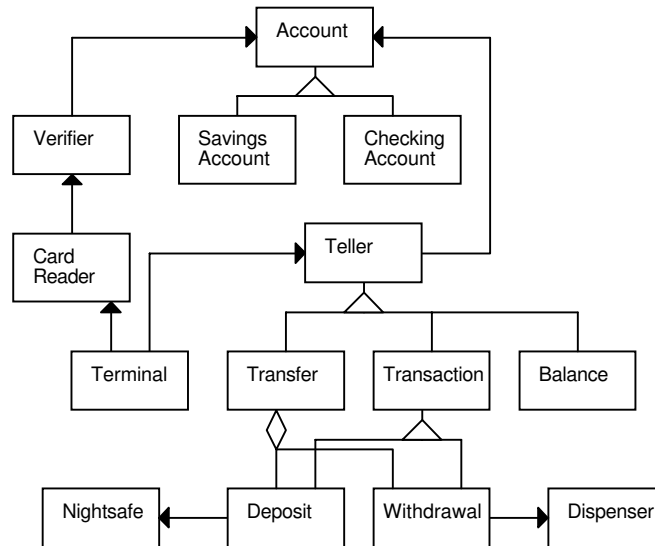 Account
Verifier
Savings
Account
Checking
Account
Card
Reader
Teller
Terminal
Transfer
Transaction
Balance
Nightsafe
Deposit
Withdrawal
Dispenser